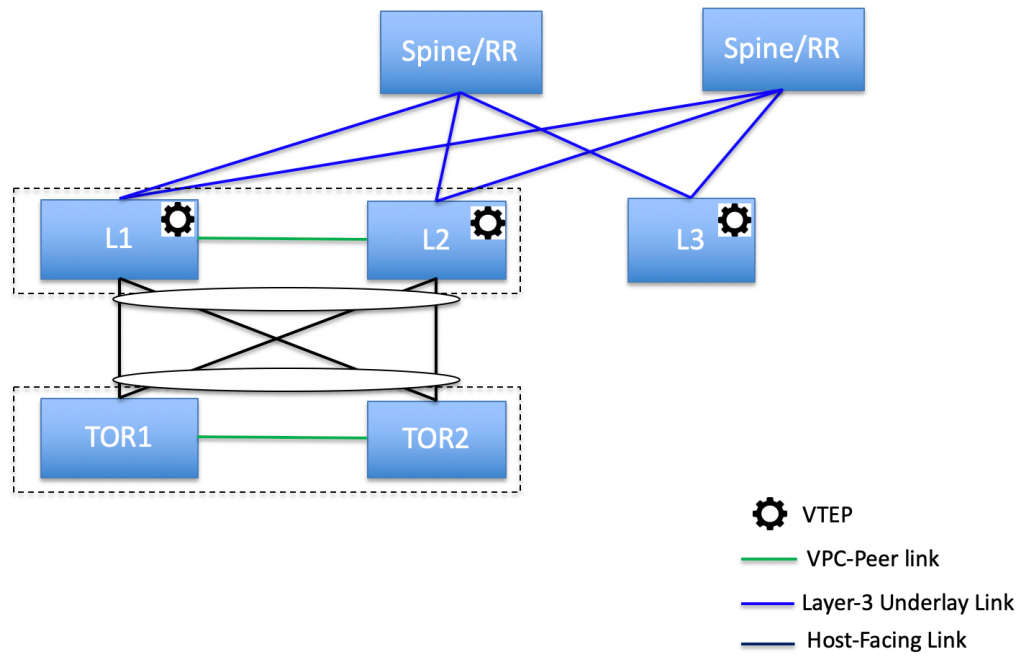 Spine/RR
Spine/RR
L1
L2
L3
TOR1
TOR2
VTEP
VPC-Peer link
Layer-3 Underlay Link
Host-Facing Link